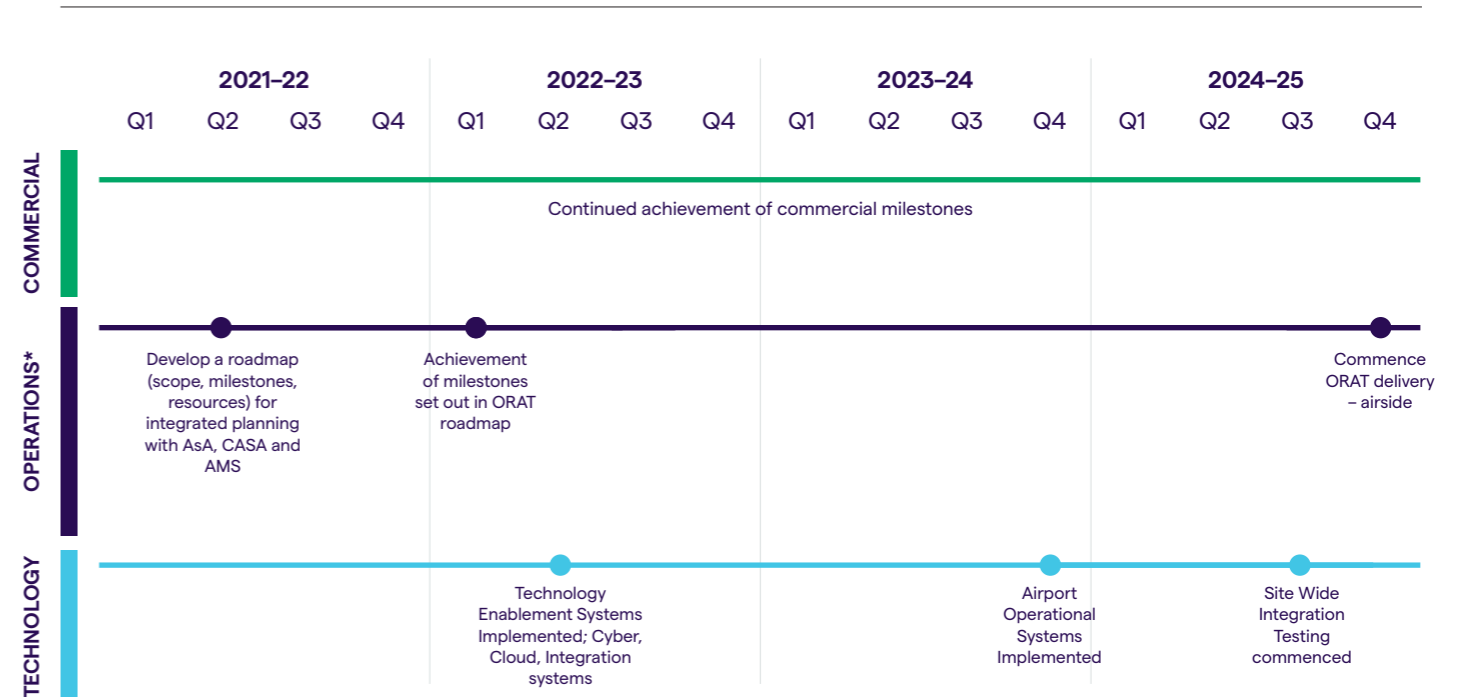 2021–22
2022–23
2023–24
2024–25
Q1 Q2 Q3 Q4 Q1 Q2 Q3 Q4 Q1 Q2 Q3 Q4 Q1 Q2 Q3 Q4
COMMERCIAL
Continued achievement of commercial milestones
OPERATIONS*
Develop a roadmap
(scope, milestones,
resources) for
integrated planning
with AsA, CASA and
AMS
Achievement
of milestones
set out in ORAT
roadmap
Commence
ORAT delivery
– airside
TECHNOLOGY
Technology
Enablement Systems
Implemented; Cyber,
Cloud, Integration
systems
Airport
Operational
Systems
Implemented
Site Wide
Integration
Testing
commenced